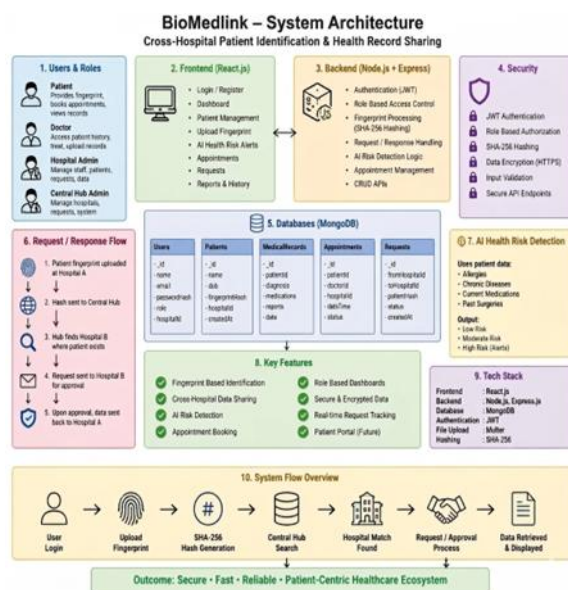 BioMedlink – System Architecture
Cross-Hospital Patient Identification & Health Record Sharing
1. Users & Roles
Patient
Provides fingerprint,
books appointments,
views records
Doctor
Access patient history,
treat, upload records
Hospital Admin
Manage staff, patients,
requests, data
Central Hub Admin
Manage hospitals,
requests, system
2. Frontend (React.js)
• Login / Register
• Dashboard
• Patient Management
• Upload Fingerprint
• AI Health Risk Alerts
• Appointments
• Requests
• Reports & History
3. Backend (Node.js + Express)
JS
• Authentication (JWT)
• Role Based Access Control
• Fingerprint Processing
(SHA-256 Hashing)
• Request / Response Handling
• AI Risk Detection Logic
• Appointment Management
• CRUD APIs
4. Security
JWT Authentication
Role Based Authorization
SHA-256 Hashing
Data Encryption (HTTPS)
Input Validation
Secure API Endpoints
5. Databases (MongoDB)
Users
- _id
- name
- email
- passwordHash
- role
- hospitalId
Patients
- _id
- name
- dob
- fingerprintHash
- hospitalId
- createdAt
MedicalRecords
- _id
- patientId
- diagnosis
- medications
- reports
- date
Appointments
- _id
- patientId
- doctorId
- hospitalId
- dateTime
- status
Requests
- _id
- fromHospitalId
- toHospitalId
- patientHash
- status
- createdAt
6. Request / Response Flow
1. Patient fingerprint uploaded
at Hospital A
2. Hash sent to Central Hub
3. Hub finds Hospital B where patient
exists
4. Request sent to Hospital B
for approval
5. Upon approval, data sent
back to Hospital A
7. AI Health Risk Detection
Uses patient data:
• Allergies
• Chronic Diseases
• Current Medications
• Past Surgeries
Output:
• Low Risk
• Moderate Risk
• High Risk (Alerts)
8. Key Features
Fingerprint Based Identification
Cross-Hospital Data Sharing
AI Risk Detection
Appointment Booking
Role Based Dashboards
Secure & Encrypted Data
Real-time Request Tracking
Patient Portal (Future)
9. Tech Stack
Frontend : React.js
Backend : Node.js, Express.js
Database : MongoDB
Authentication : JWT
File Upload : Multer
Hashing : SHA-256
10. System Flow Overview
User
Login
Upload
Fingerprint
#
SHA-256
Hash Generation
Central Hub
Search
Hospital Match
Found
Request / Approval
Process
Data Retrieved
& Displayed
Outcome: Secure • Fast • Reliable • Patient-Centric Healthcare Ecosystem